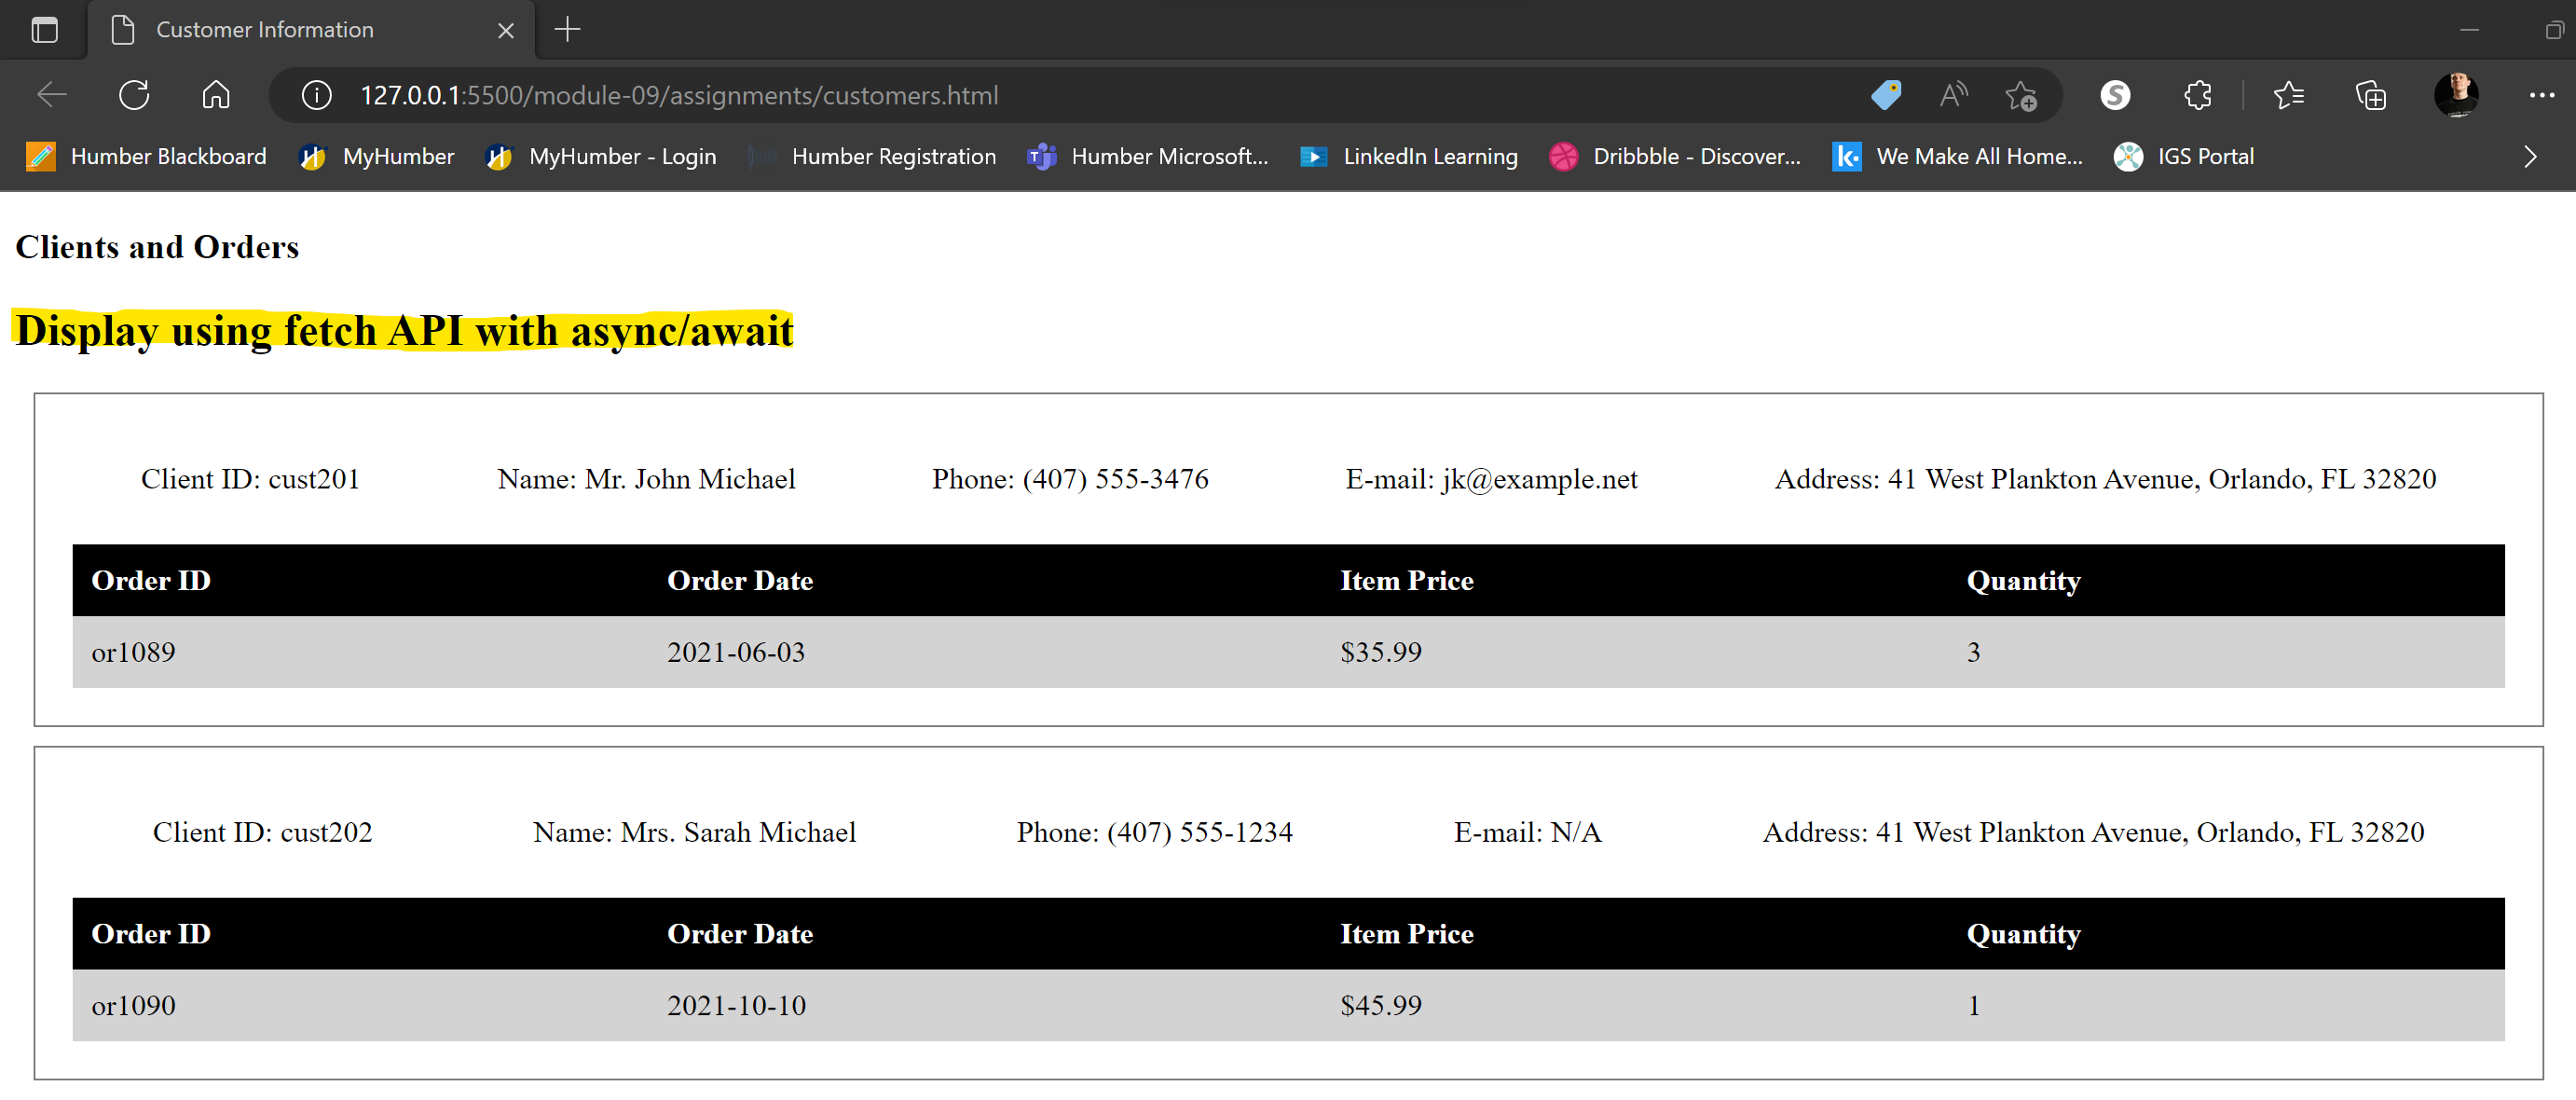 Customer Information
127.0.0.1:5500/module-09/assignments/customers.html
Humber Blackboard MyHumber MyHumber - Login Humber Registration Humber Microsoft... LinkedIn Learning Dribbble - Discover... We Make All Home... IGS Portal
Clients and Orders
Display using fetch API with async/await
Client ID: cust201 Name: Mr. John Michael Phone: (407) 555-3476 E-mail: jk@example.net Address: 41 West Plankton Avenue, Orlando, FL 32820
Order ID Order Date Item Price Quantity
or1089 2021-06-03 $35.99 3
Client ID: cust202 Name: Mrs. Sarah Michael Phone: (407) 555-1234 E-mail: N/A Address: 41 West Plankton Avenue, Orlando, FL 32820
Order ID Order Date Item Price Quantity
or1090 2021-10-10 $45.99 1